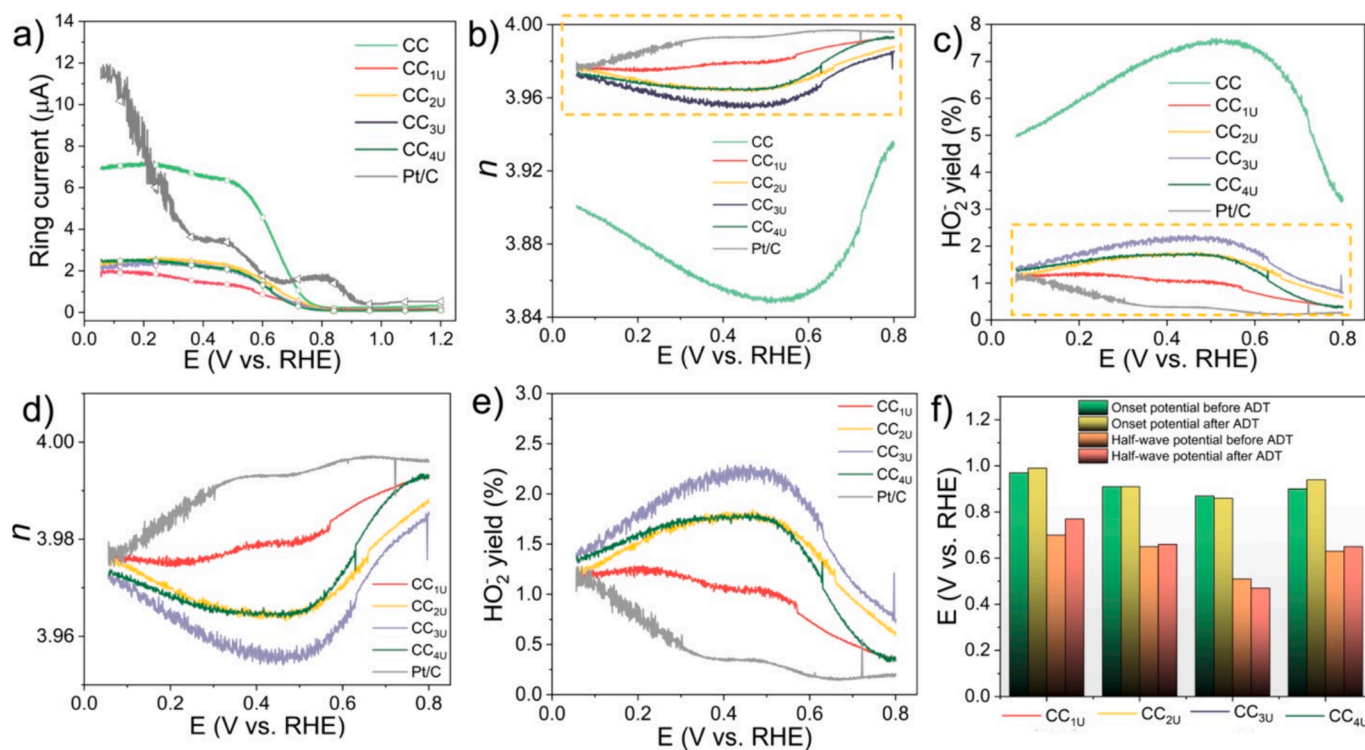 a)
Ring current (μA)
14
12
10
8
6
4
2
0
CC
CC1U
CC2U
CC3U
CC4U
Pt/C
0.0 0.2 0.4 0.6 0.8 1.0 1.2
E (V vs. RHE)
b)
n
4.00
3.96
3.92
3.88
3.84
CC
CC1U
CC2U
CC3U
CC4U
Pt/C
0.0 0.2 0.4 0.6 0.8
E (V vs. RHE)
c)
HO2- yield (%)
8
7
6
5
4
3
2
1
0
CC
CC1U
CC2U
CC3U
CC4U
Pt/C
0.0 0.2 0.4 0.6 0.8
E (V vs. RHE)
d)
n
4.00
3.98
3.96
CC1U
CC2U
CC3U
CC4U
Pt/C
0.0 0.2 0.4 0.6 0.8
E (V vs. RHE)
e)
HO2- yield (%)
3.0
2.5
2.0
1.5
1.0
0.5
0.0
CC1U
CC2U
CC3U
CC4U
Pt/C
0.0 0.2 0.4 0.6 0.8
E (V vs. RHE)
f)
E (V vs. RHE)
1.2
1.0
0.8
0.6
0.4
0.2
0.0
Onset potential before ADT
Onset potential after ADT
Half-wave potential before ADT
Half-wave potential after ADT
CC1U CC2U CC3U CC4U